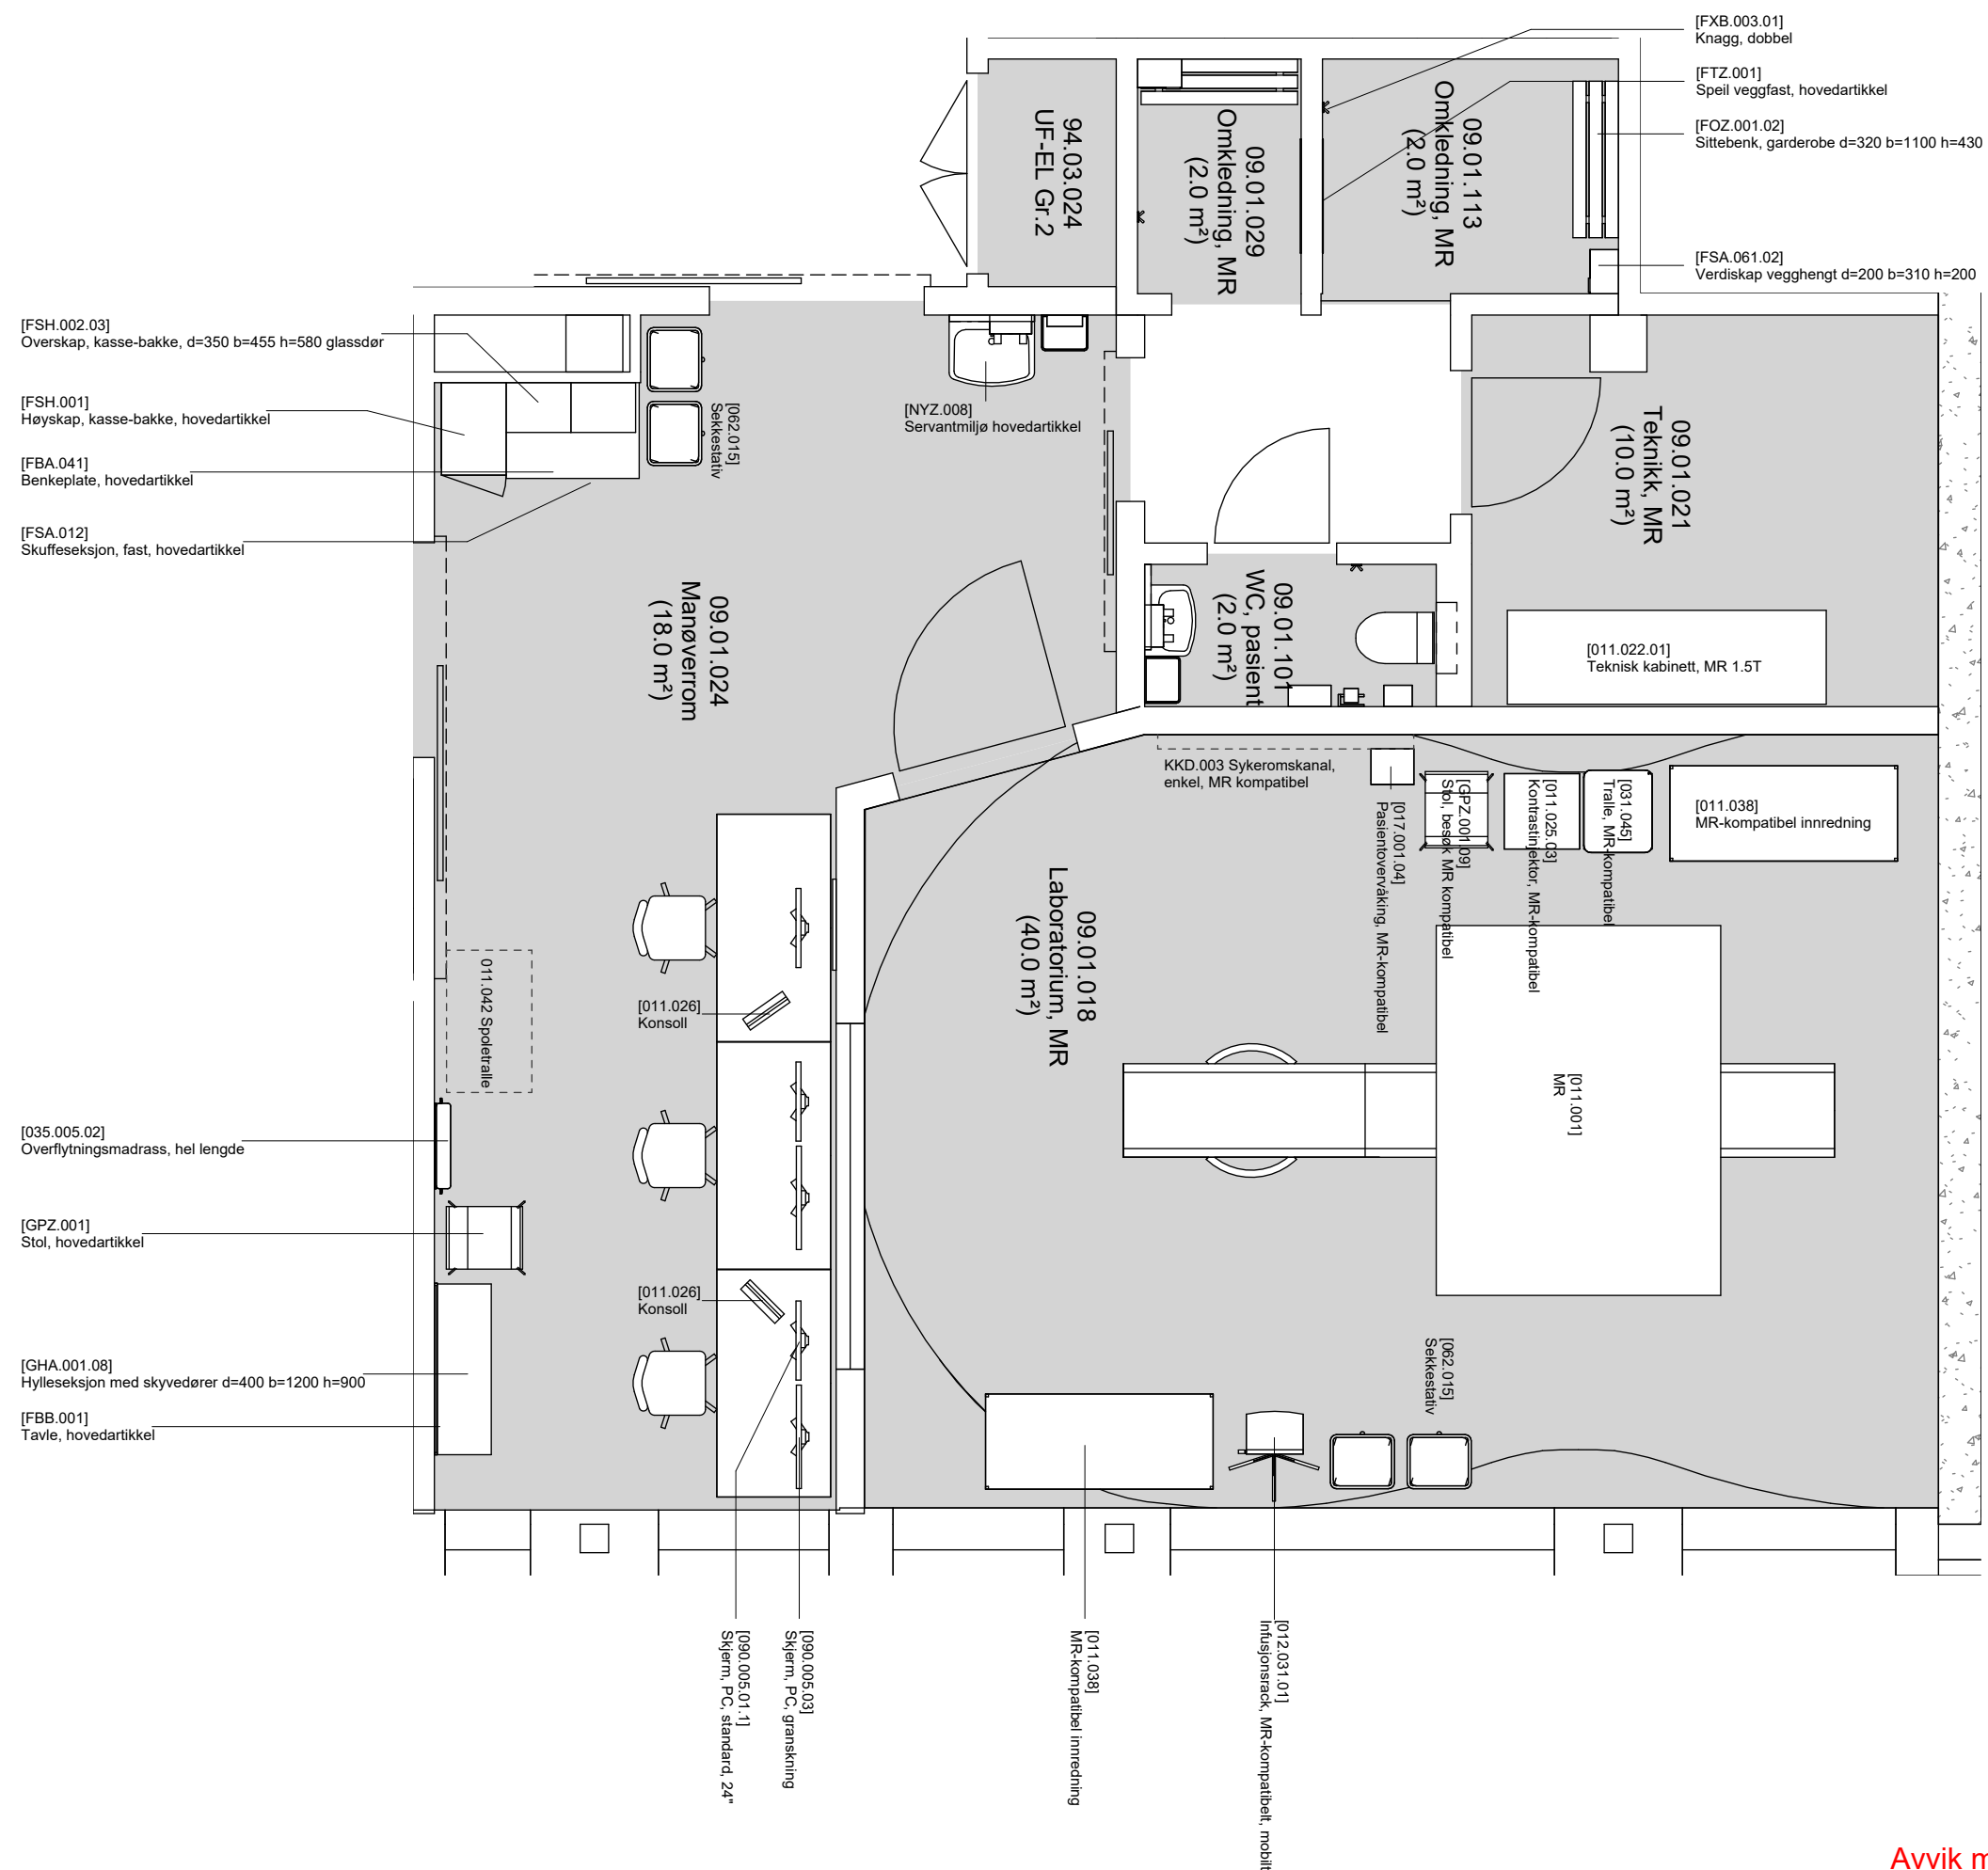 [FXB.003.01]
Knagg, dobbel
[FTZ.001]
Speil veggfast, hovedartikkel
[FOZ.001.02]
Sittebenk, garderobe d=320 b=1100 h=430
[FSA.061.02]
Verdiskap vegghengt d=200 b=310 h=200
94.03.024
UF-EL Gr.2
09.01.029
Omkledning, MR
(2.0 m²)
09.01.113
Omkledning, MR
(2.0 m²)
[FSH.002.03]
Overskap, kasse-bakke, d=350 b=455 h=580 glassdør
[FSH.001]
Høyskap, kasse-bakke, hovedartikkel
[FBA.041]
Benkeplate, hovedartikkel
[FSA.012]
Skuffeseksjon, fast, hovedartikkel
[062.015]
Sekkestativ
[NYZ.008]
Servantmiljø hovedartikkel
09.01.021
Teknikk, MR
(10.0 m²)
09.01.024
Manøverrom
(18.0 m²)
09.01.101
WC, pasient
(2.0 m²)
[011.022.01]
Teknisk kabinett, MR 1.5T
KKD.003 Sykeromskanal,
enkel, MR kompatibel
[017.001.04]
Pasientovervåking, MR-kompatibel
[GPZ.001.09]
Stol, besøk MR kompatibel
[011.025.03]
Kontrastinjektor, MR-kompatibel
[031.045]
Tralle, MR-kompatibel
[011.038]
MR-kompatibel innredning
09.01.018
Laboratorium, MR
(40.0 m²)
011.042 Spoletralle
[011.026]
Konsoll
[011.001]
MR
[035.005.02]
Overflytningsmadrass, hel lengde
[GPZ.001]
Stol, hovedartikkel
[011.026]
Konsoll
[GHA.001.08]
Hylleseksjon med skyvedører d=400 b=1200 h=900
[FBB.001]
Tavle, hovedartikkel
[062.015]
Sekkestativ
[090.005.01.1]
Skjerm, PC, standard, 24"
[090.005.03]
Skjerm, PC, granskning
[011.038]
MR-kompatibel innredning
[012.031.01]
Infusjonsrack, MR-kompatibelt, mobilt
Avvik